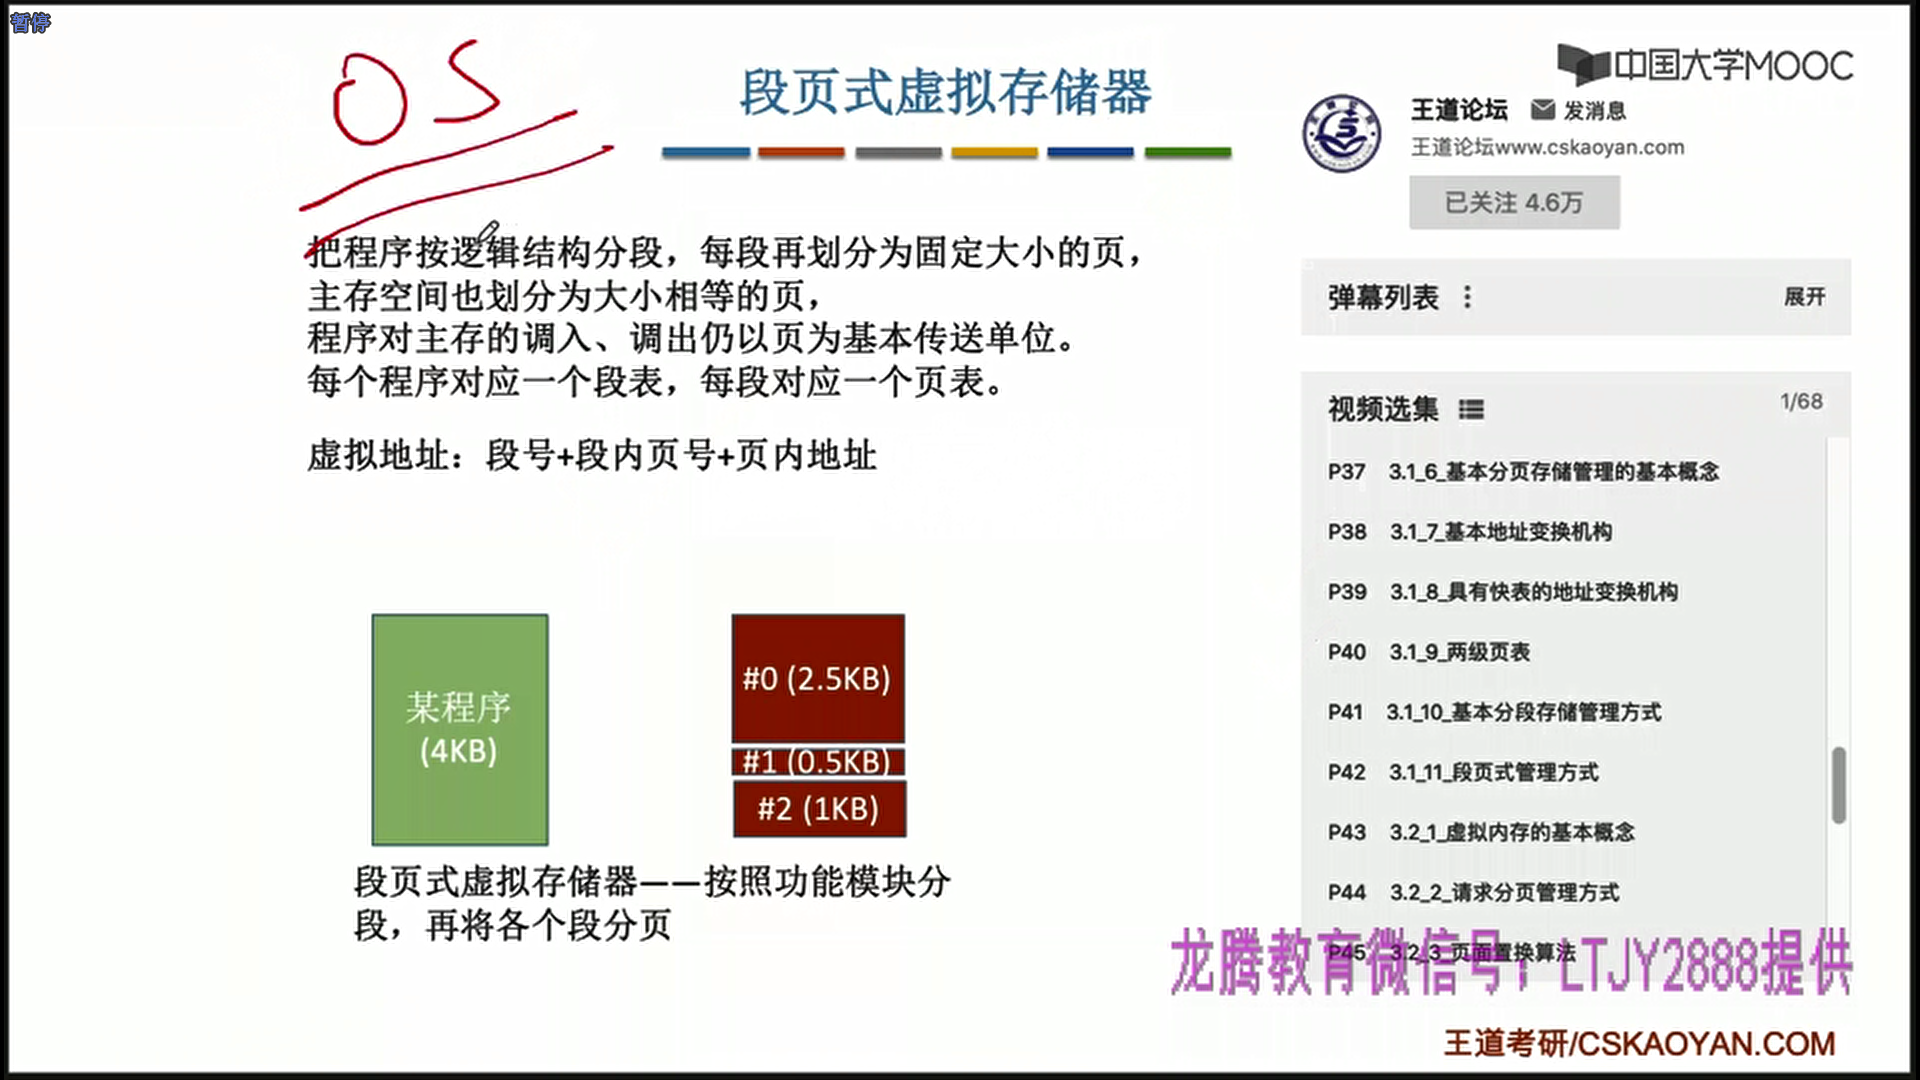 暂停
OS
段页式虚拟存储器
中国大学MOOC
王道论坛 发消息
王道论坛www.cskaoyan.com
已关注 4.6万
把程序按逻辑结构分段，每段再划分为固定大小的页，
主存空间也划分为大小相等的页，
程序对主存的调入、调出仍以页为基本传送单位。
每个程序对应一个段表，每段对应一个页表。
虚拟地址：段号+段内页号+页内地址
某程序
(4KB)
#0 (2.5KB)
#1 (0.5KB)
#2 (1KB)
段页式虚拟存储器——按照功能模块分
段，再将各个段分页
弹幕列表 展开
视频选集 1/68
P37 3.1_6_基本分页存储管理的基本概念
P38 3.1_7_基本地址变换机构
P39 3.1_8_具有快表的地址变换机构
P40 3.1_9_两级页表
P41 3.1_10_基本分段存储管理方式
P42 3.1_11_段页式管理方式
P43 3.2_1_虚拟内存的基本概念
P44 3.2_2_请求分页管理方式
P45 3.2_3_页面置换算法
龙腾教育微信号：LTJY2888提供
王道考研/CSKAOYAN.COM